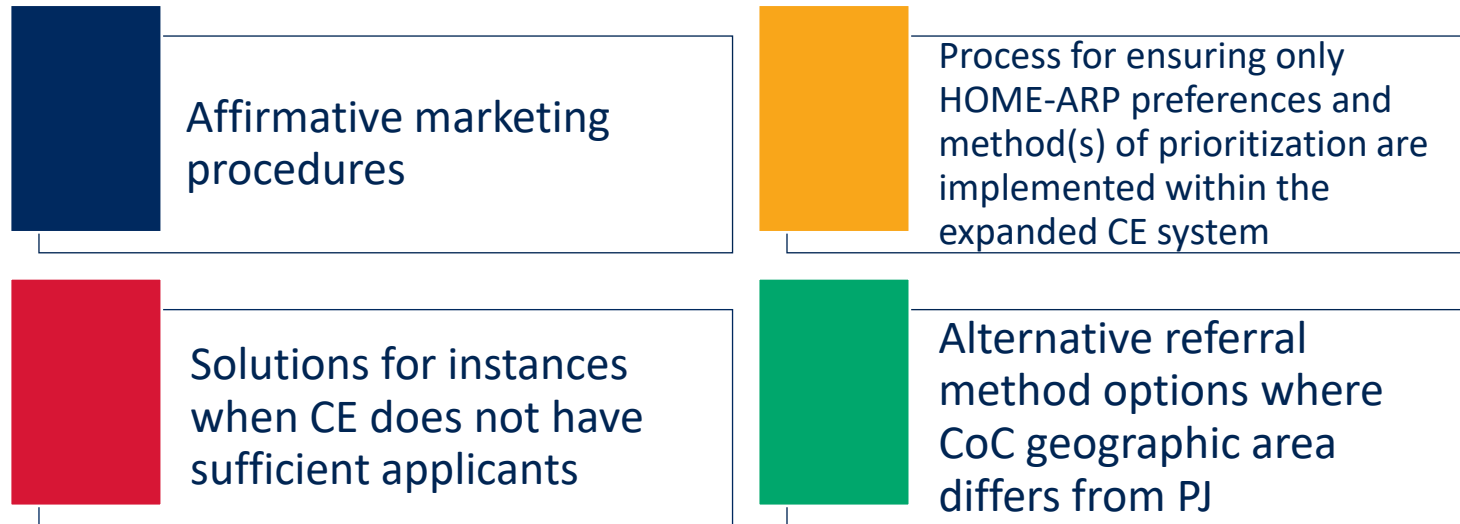 Affirmative marketing
procedures
Process for ensuring only
HOME-ARP preferences and
method(s) of prioritization are
implemented within the
expanded CE system
Solutions for instances
when CE does not have
sufficient applicants
Alternative referral
method options where
CoC geographic area
differs from PJ